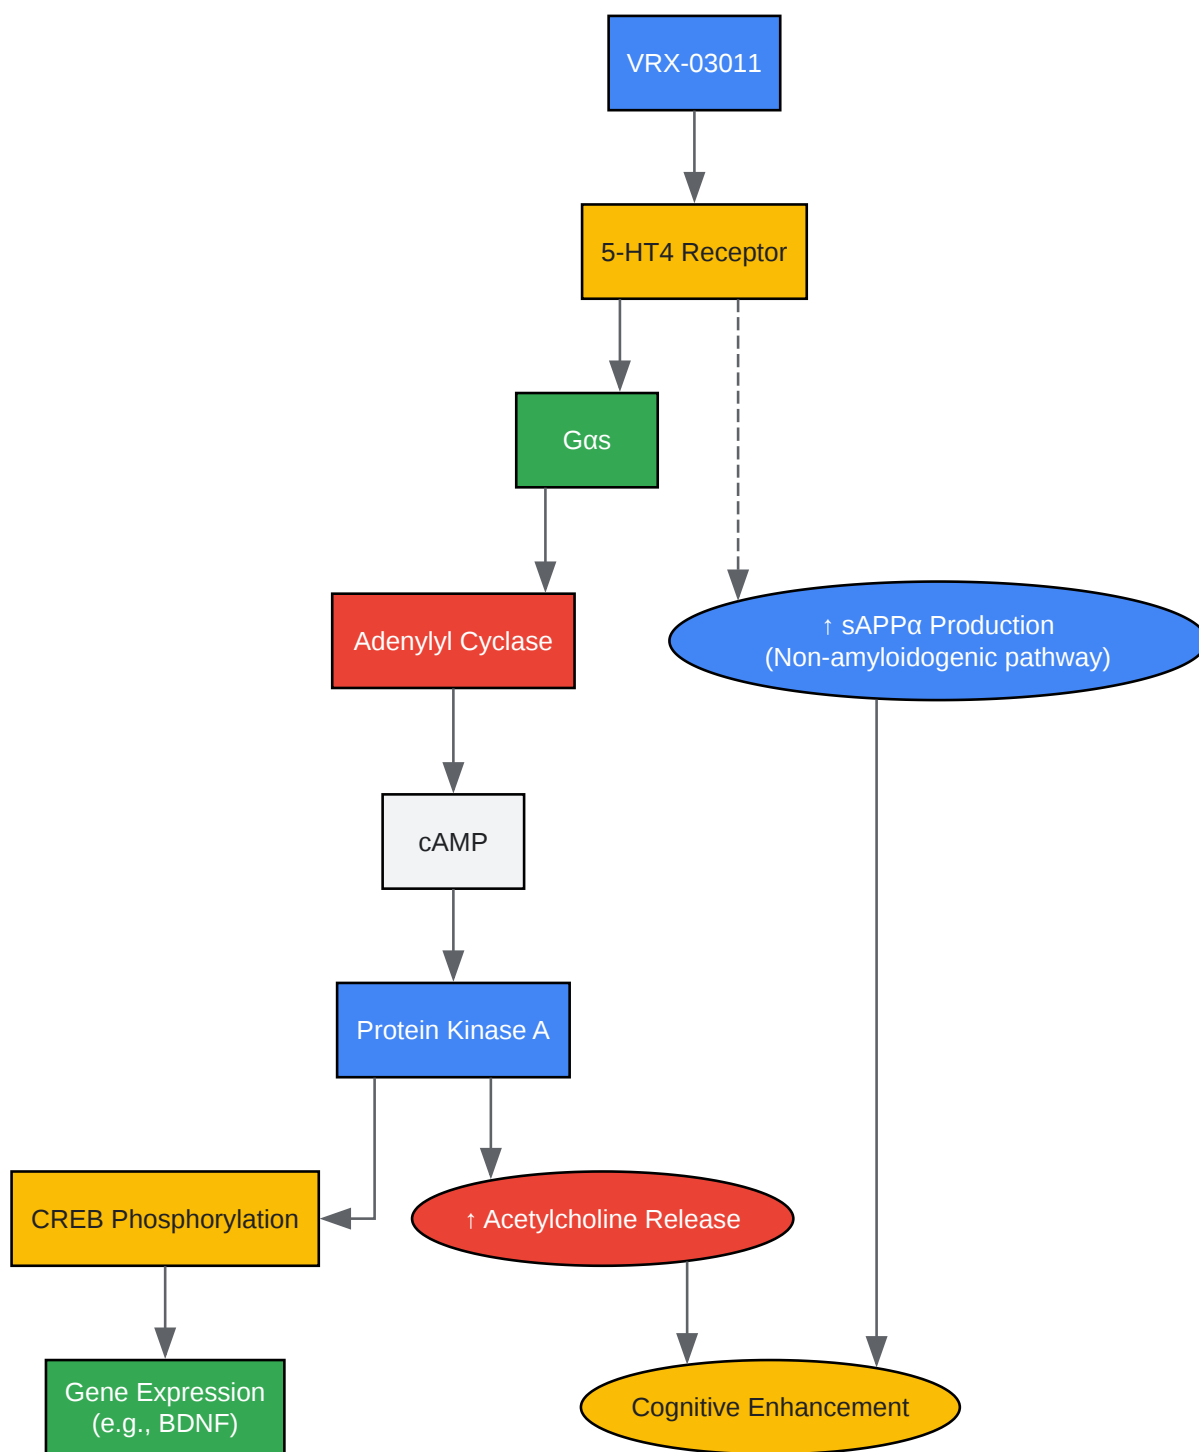 VRX-03011
5-HT4 Receptor
Gαs
Adenylyl Cyclase
↑ sAPPα Production
(Non-amyloidogenic pathway)
cAMP
Protein Kinase A
CREB Phosphorylation
↑ Acetylcholine Release
Gene Expression
(e.g., BDNF)
Cognitive Enhancement